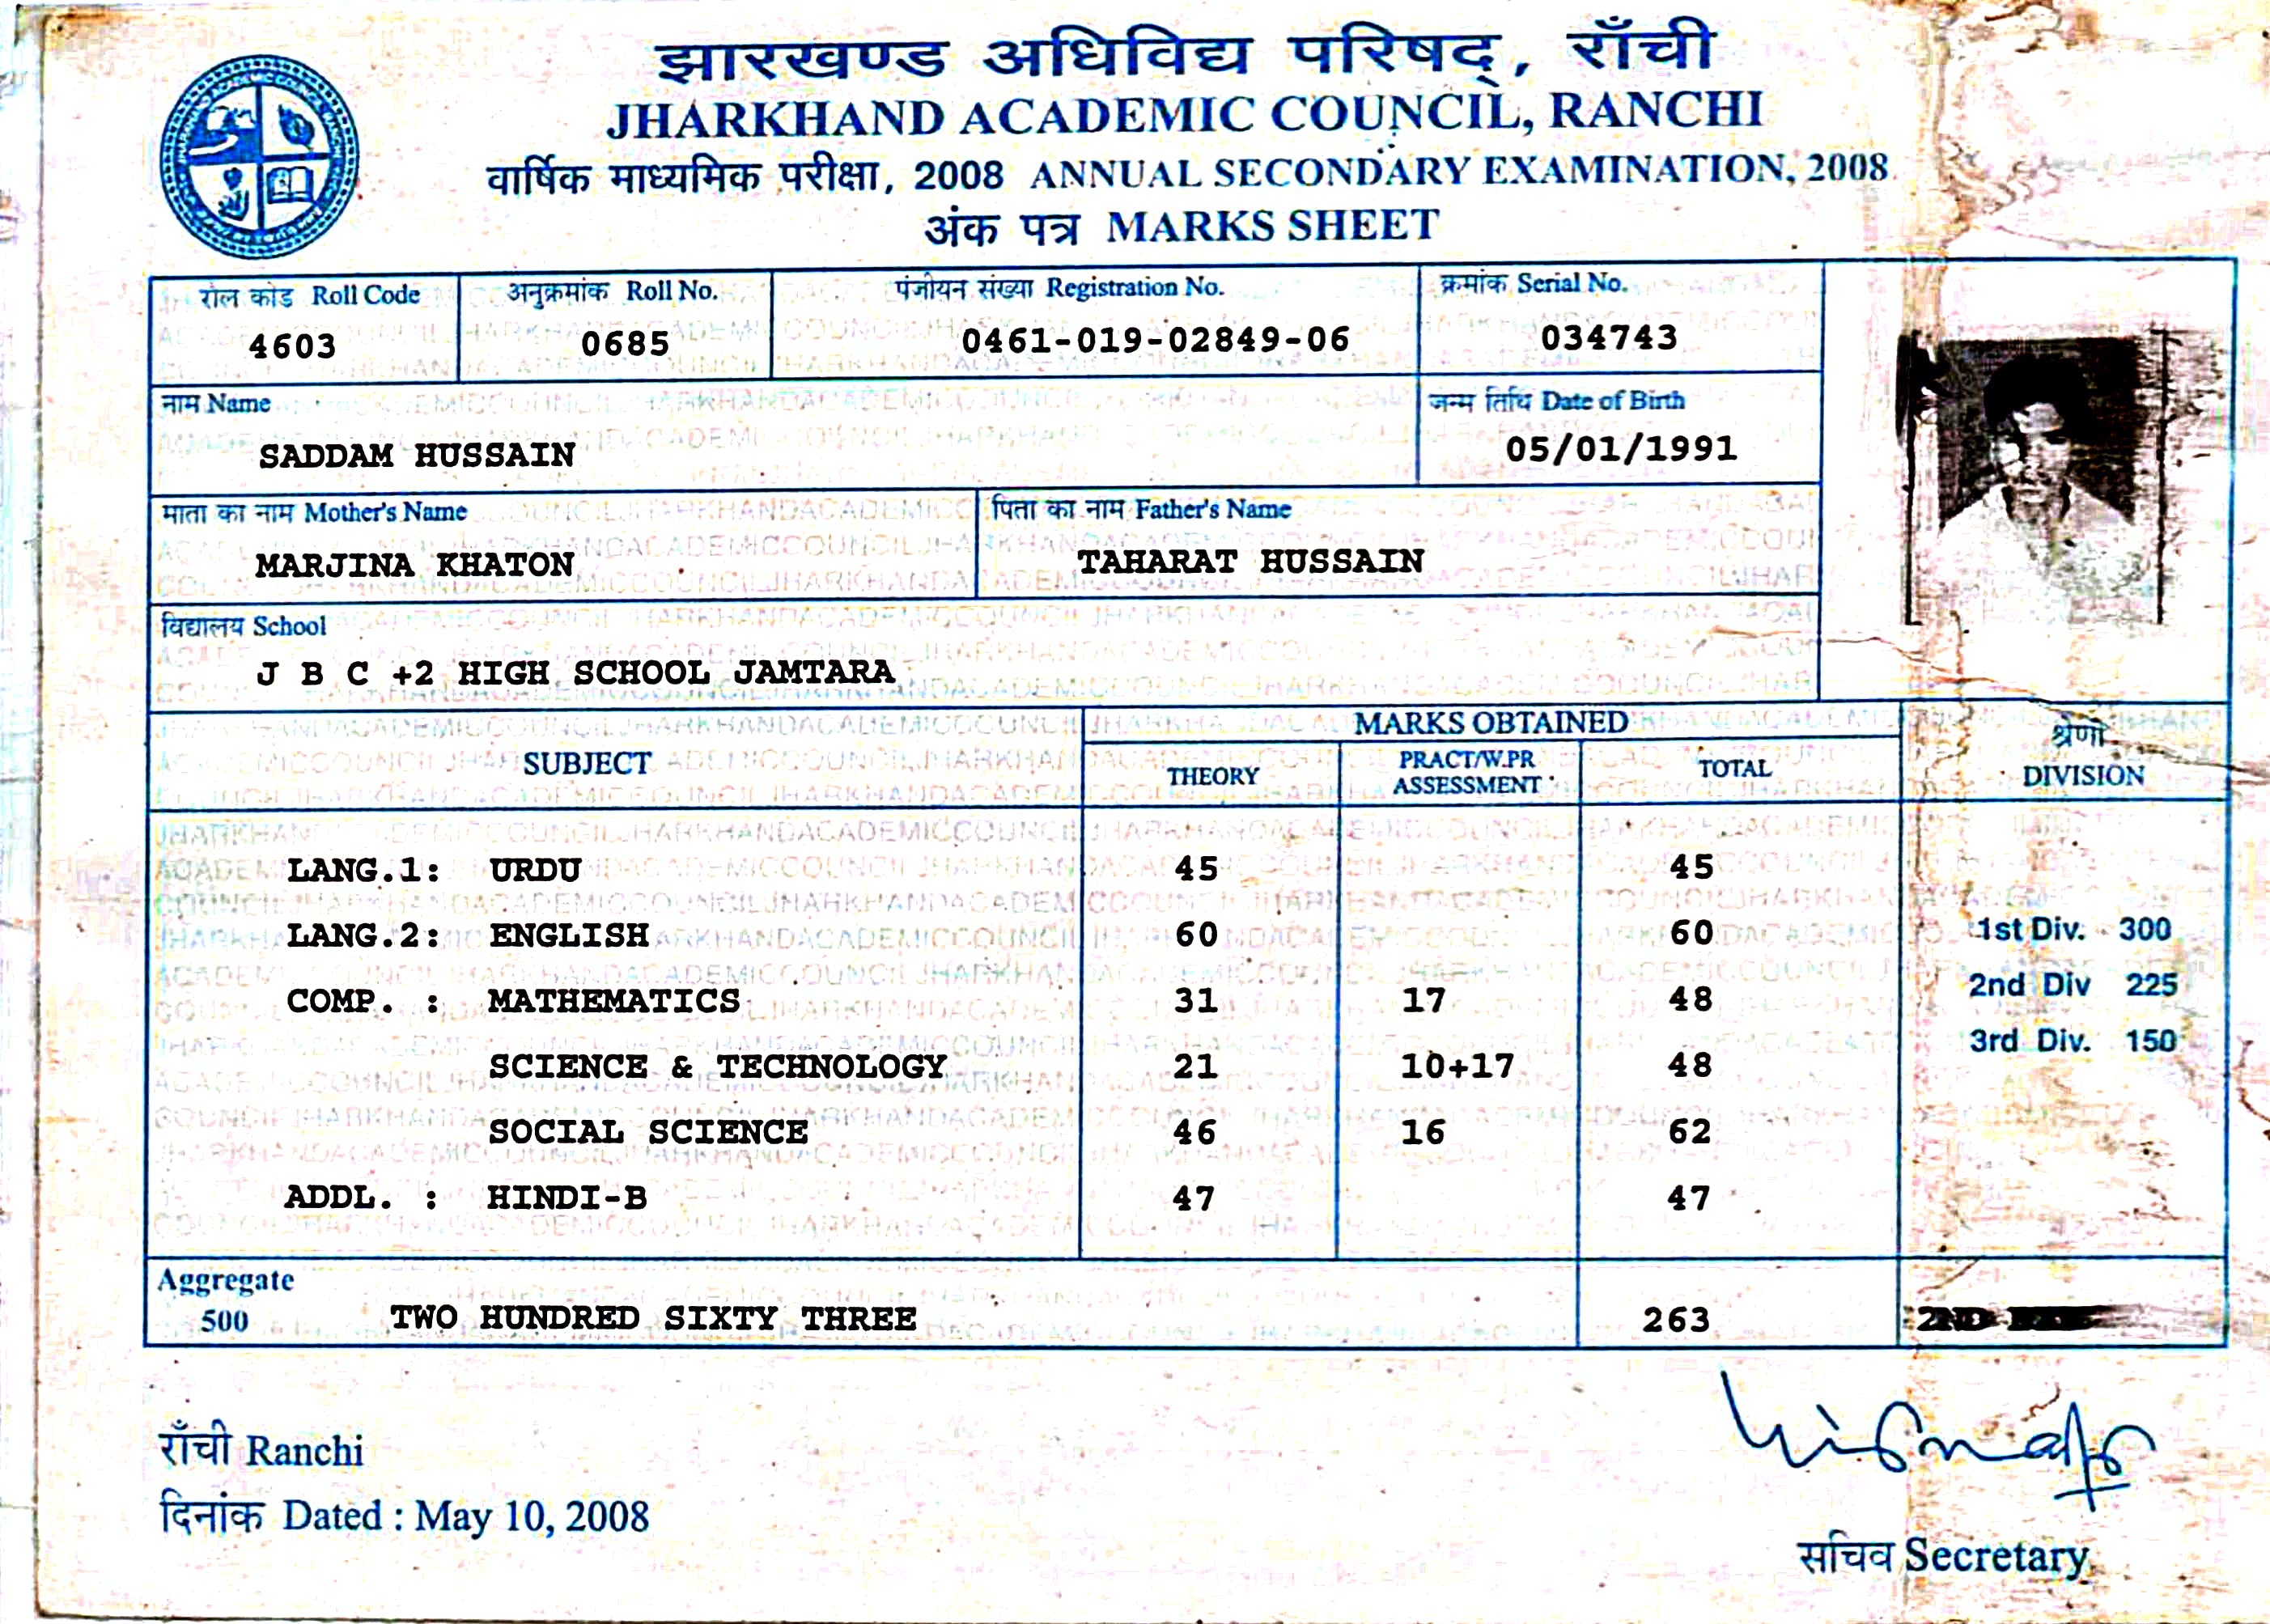 झारखण्ड अधिविद्य परिषद्, राँची
JHARKHAND ACADEMIC COUNCIL, RANCHI
वार्षिक माध्यमिक परीक्षा, 2008 ANNUAL SECONDARY EXAMINATION, 2008
अंक पत्र MARKS SHEET
रोल कोड Roll Code अनुक्रमांक Roll No. पंजीयन संख्या Registration No. क्रमांक Serial No.
4603 0685 0461-019-02849-06 034743
नाम Name जन्म तिथि Date of Birth
SADDAM HUSSAIN 05/01/1991
माता का नाम Mother's Name पिता का नाम Father's Name
MARJINA KHATON TAHARAT HUSSAIN
विद्यालय School
J B C +2 HIGH SCHOOL JAMTARA
MARKS OBTAINED
SUBJECT THEORY PRACT/W.PR ASSESSMENT TOTAL श्रेणी DIVISION
LANG.1: URDU 45 45
LANG.2: ENGLISH 60 60
1st Div. 300
COMP. : MATHEMATICS 31 17 48
2nd Div 225
SCIENCE & TECHNOLOGY 21 10+17 48
3rd Div. 150
SOCIAL SCIENCE 46 16 62
ADDL. : HINDI-B 47 47
Aggregate
500 TWO HUNDRED SIXTY THREE 263 2ND
राँची Ranchi
दिनांक Dated : May 10, 2008
सचिव Secretary